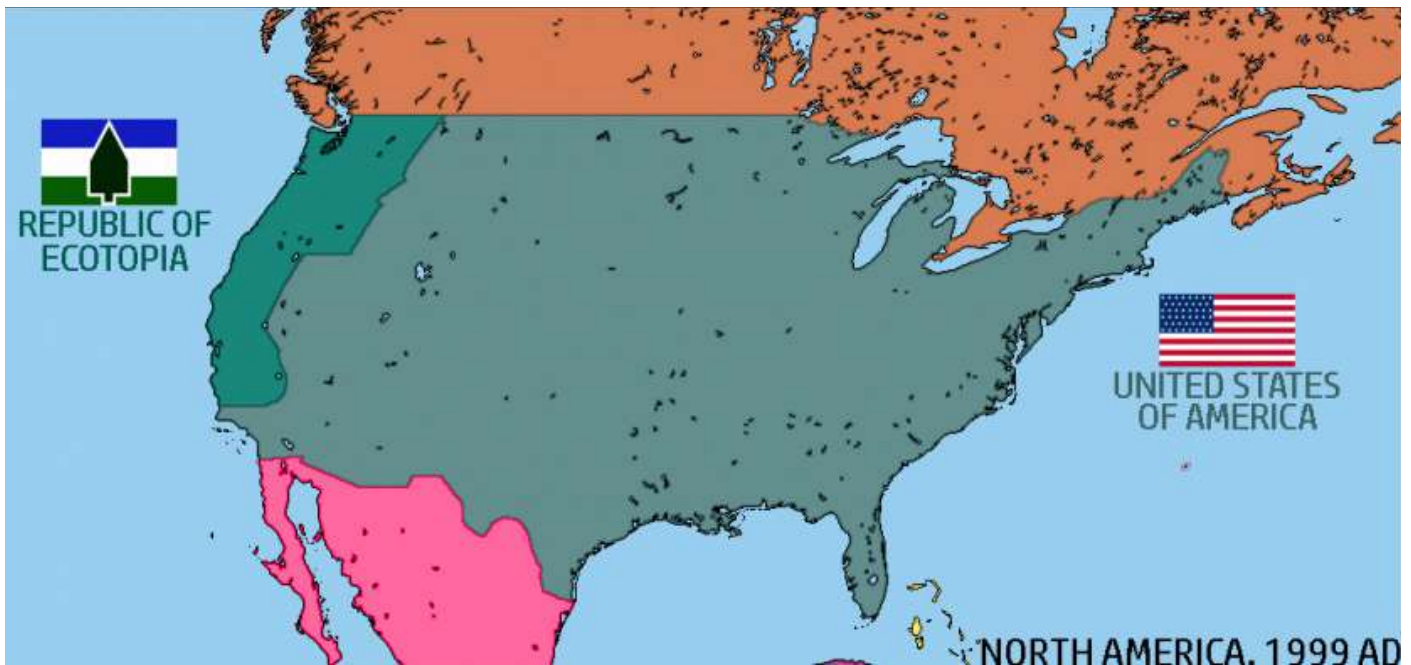 REPUBLIC OF
ECOTOPIA
UNITED STATES
OF AMERICA
NORTH AMERICA, 1999 AD